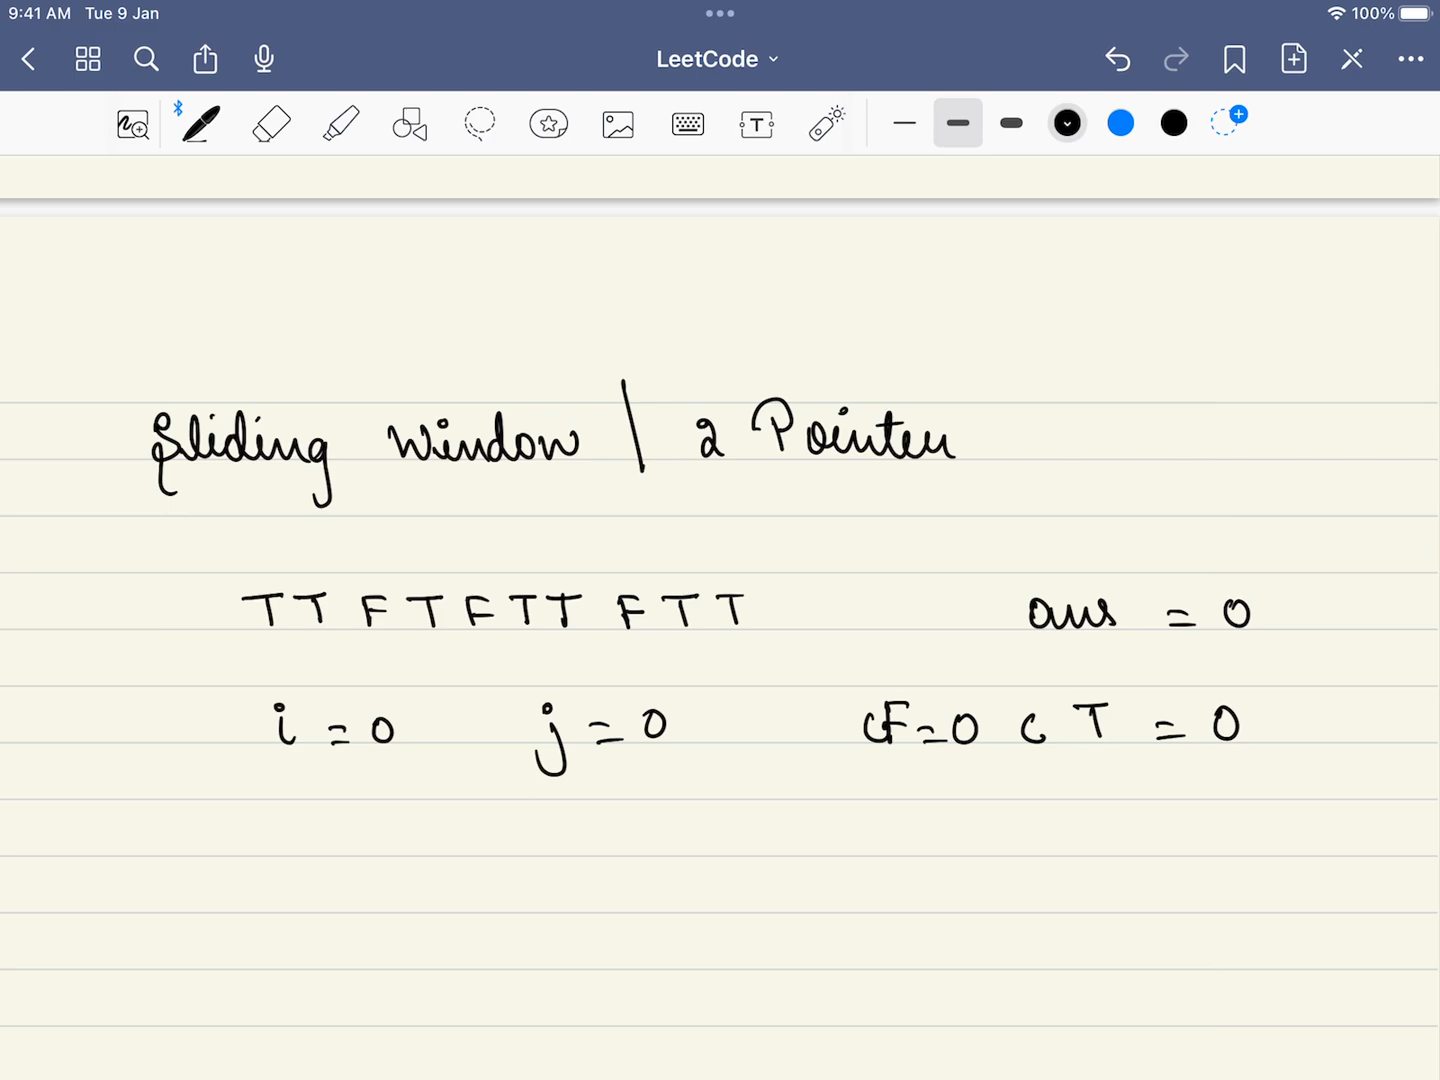 9:41 AM Tue 9 Jan 100%
LeetCode
T
Sliding Window | 2 Pointer
T T F T F T T F T T ans = 0
i = 0 j = 0 cF=0 c T = 0